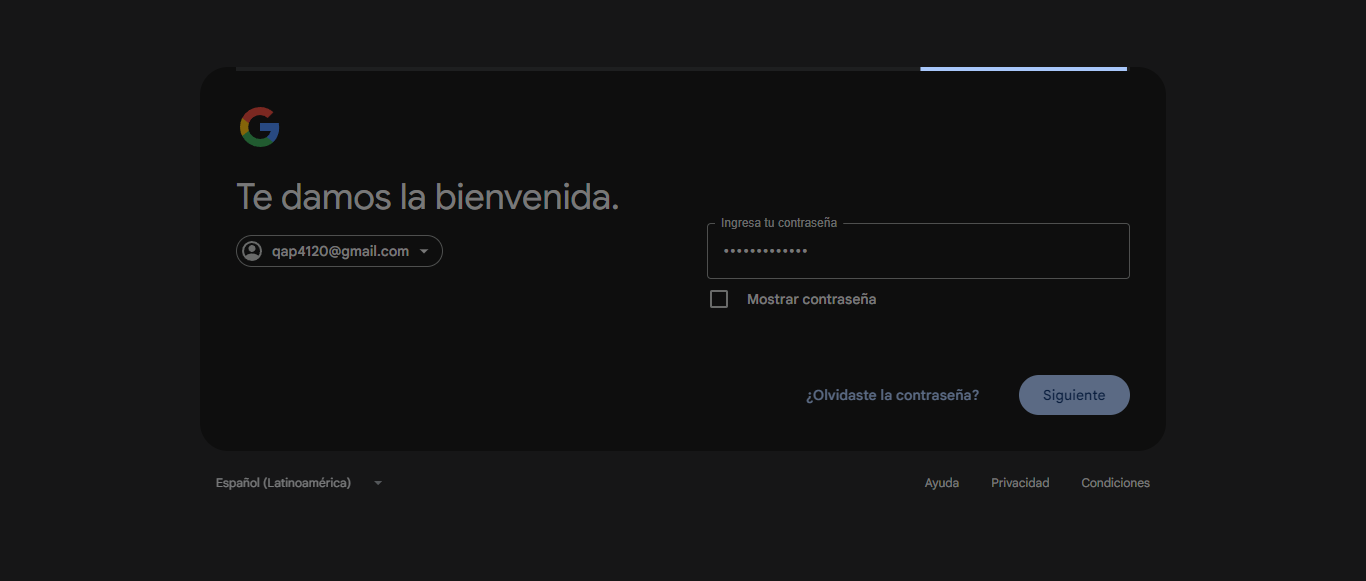 Te damos la bienvenida.
qap4120@gmail.com
Ingresa tu contraseña
•••••••••••••
Mostrar contraseña
¿Olvidaste la contraseña?
Siguiente
Español (Latinoamérica)
Ayuda
Privacidad
Condiciones